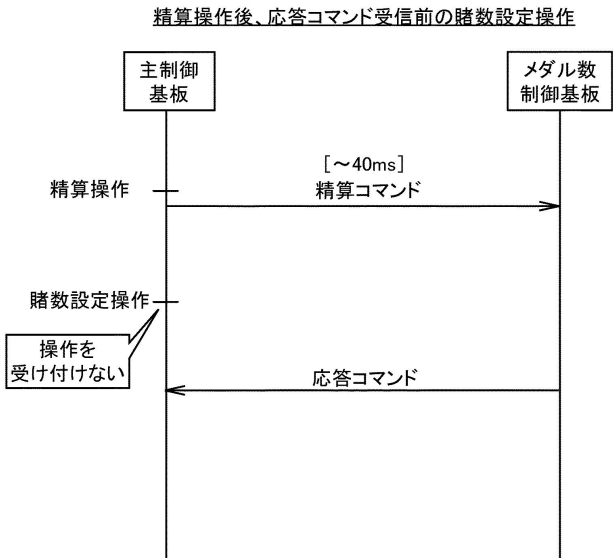 精算操作後、応答コマンド受信前の賭数設定操作
主制御
基板
メダル数
制御基板
[～40ms]
精算操作
精算コマンド
賭数設定操作
操作を
受け付けない
応答コマンド